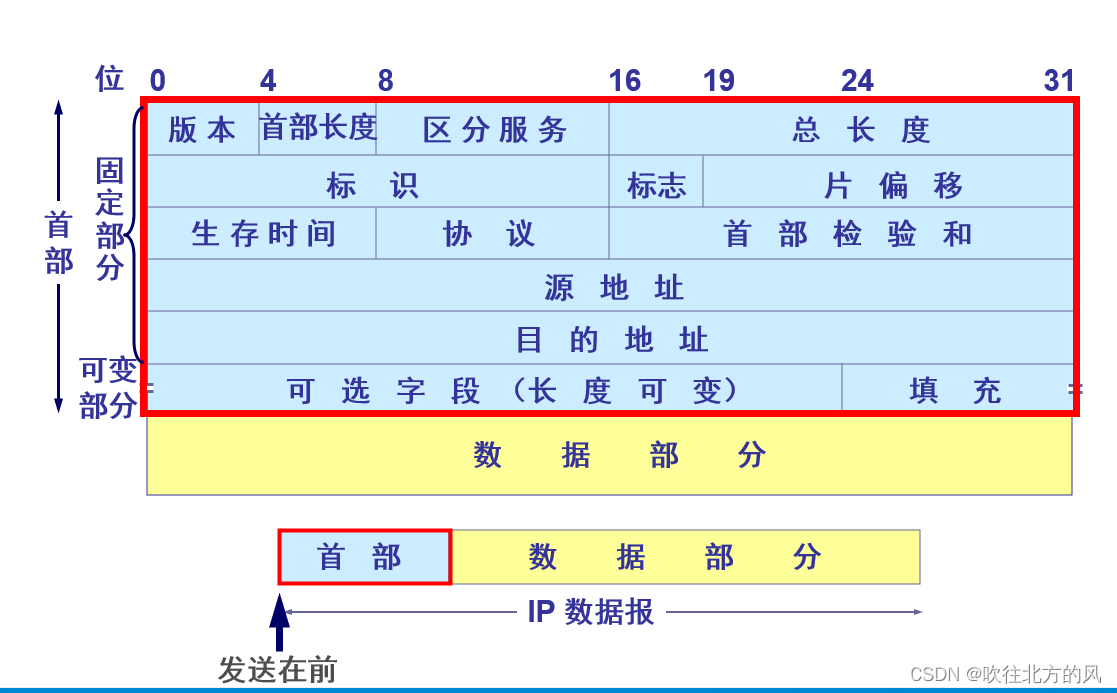 位 0 4 8 16 19 24 31
版 本 首部长度 区 分 服 务 总 长 度
标 识 标志 片 偏 移
生 存 时 间 协 议 首 部 检 验 和
源 地 址
目 的 地 址
可 选 字 段 （长 度 可 变） 填 充
固定部分
首部
可变
部分
数 据 部 分
首 部 数 据 部 分
IP 数据报
发送在前
CSDN @吹往北方的风